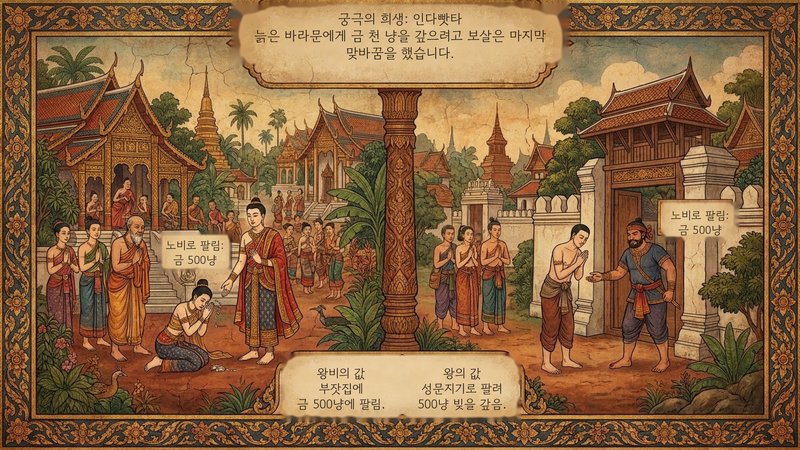 궁극의 희생: 인다빳타
늙은 바라문에게 금 천 냥을 갚으려고 보살은 마지막
맞바꿈을 했습니다.
노비로 팔림:
금 500냥
노비로 팔림:
금 500냥
왕비의 값
부잣집에
금 500냥에 팔림.
왕의 값
성문지기로 팔려
500냥 빚을 갚음.